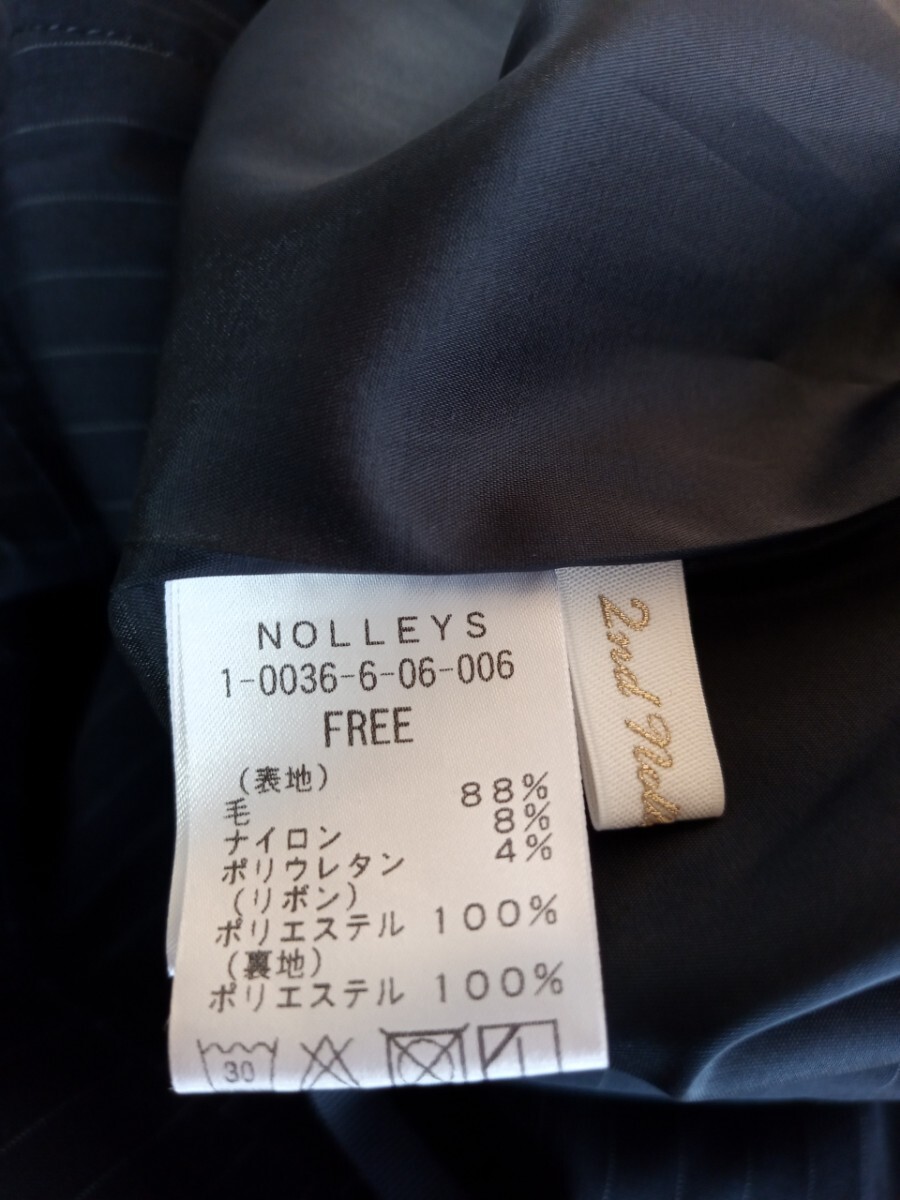 NOLLEYS
1-0036-6-06-006
FREE
(表地)
毛 88%
ナイロン 8%
ポリウレタン 4%
(リボン)
ポリエステル 100%
(裏地)
ポリエステル 100%
30
2nd